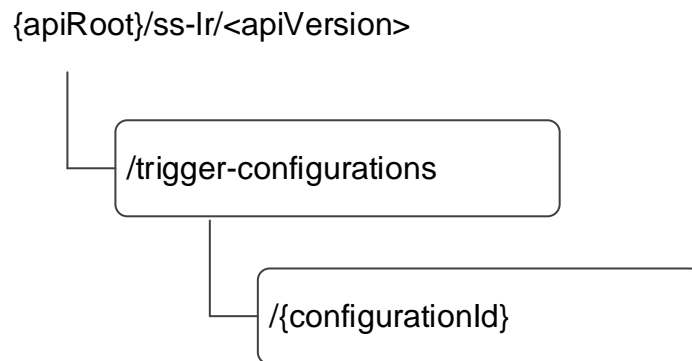 {apiRoot}/ss-lr/<apiVersion>
/trigger-configurations
/{configurationId}